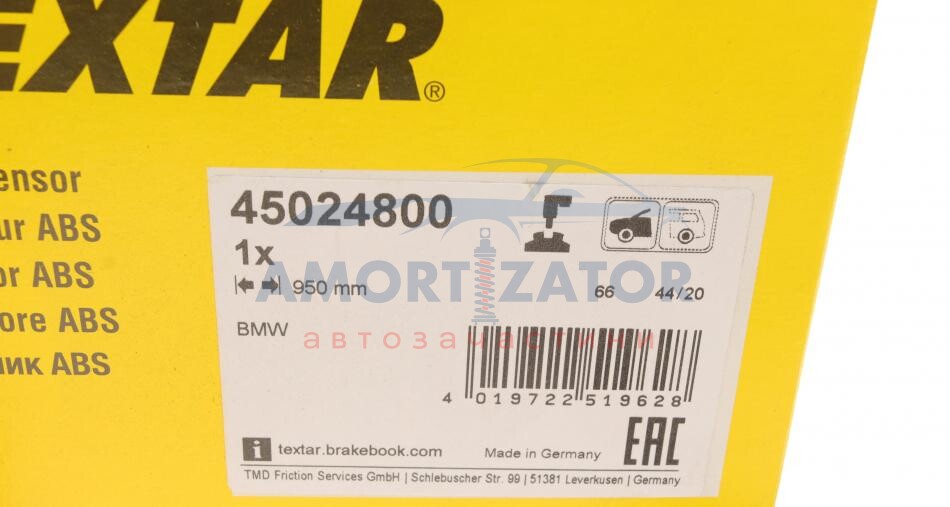 EXTAR®
ensor
ur ABS
or ABS
ore ABS
ник ABS
45024800
1x
950 mm
66 44/20
BMW
AMORTIZATOR
автозапчастини
4 019722 519628
EAC
i textar.brakebook.com Made in Germany
TMD Friction Services GmbH | Schlebuscher Str. 99 | 51381 Leverkusen | Germany